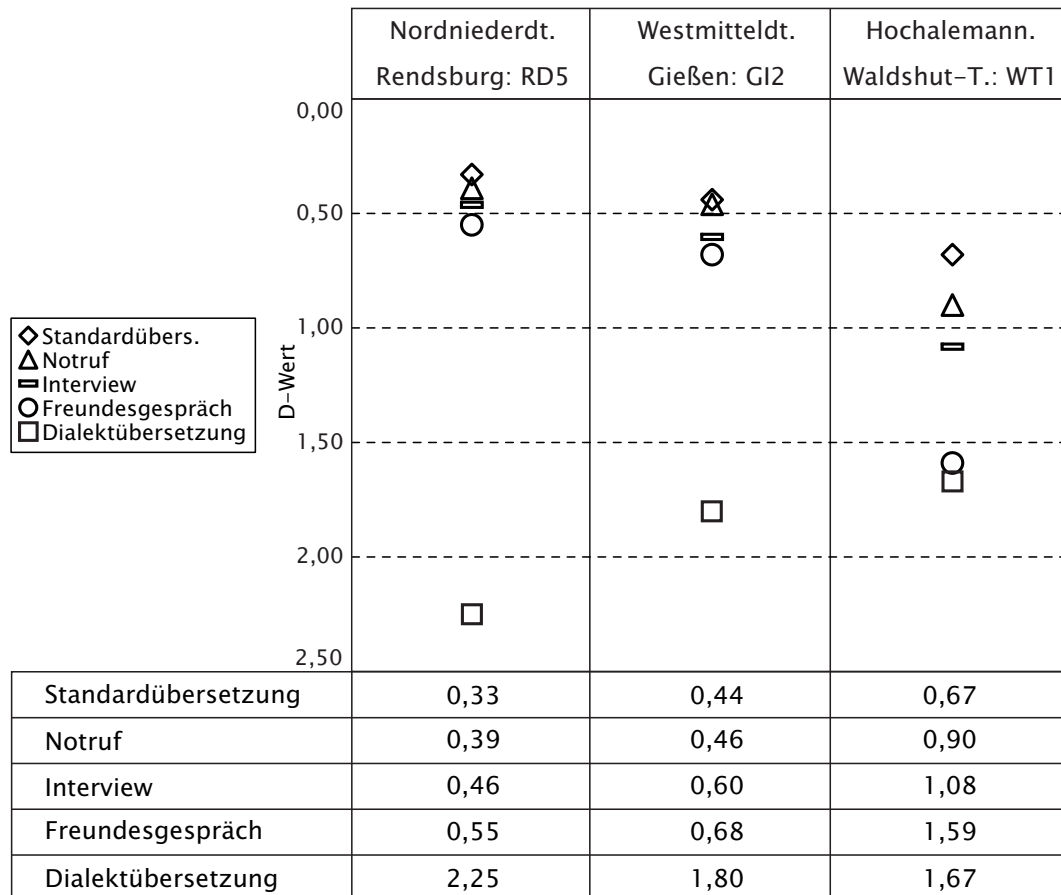 Nordniederdt. Westmitteldt. Hochalemann.
Rendsburg: RD5 Gießen: GI2 Waldshut-T.: WT1
0,00
0,50
1,00
1,50
2,00
2,50
D-Wert
Standardübers.
Notruf
Interview
Freundesgespräch
Dialektübersetzung
Standardübersetzung 0,33 0,44 0,67
Notruf 0,39 0,46 0,90
Interview 0,46 0,60 1,08
Freundesgespräch 0,55 0,68 1,59
Dialektübersetzung 2,25 1,80 1,67